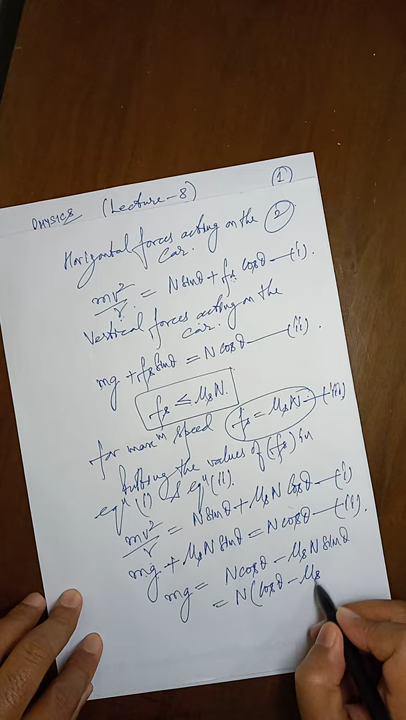 PHYSICS (Lecture-8) ①
Horizontal forces acting on the ②
car.
mv²/r = N sinθ + fs cosθ —(i).
Vertical forces acting on the
car.
mg + fs sinθ = N cosθ —(ii).
fs ≤ μsN.
for maxᵐ speed fs = μsN —(iii)
putting the values of (fs) in
eqⁿ (i) & eqⁿ (ii).
mv²/r = N sinθ + μsN cosθ —(i)
mg + μsN sinθ = N cosθ —(ii).
mg = N cosθ - μsN sinθ
= N(cosθ - μs